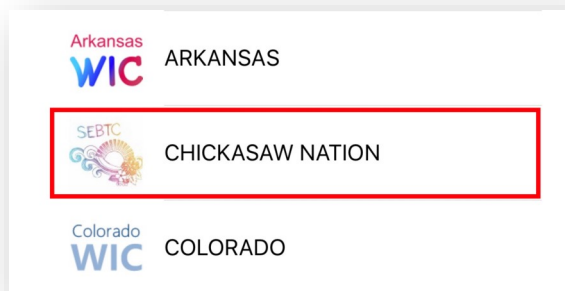 Arkansas
WIC
ARKANSAS
SEBTC
CHICKASAW NATION
Colorado
WIC
COLORADO